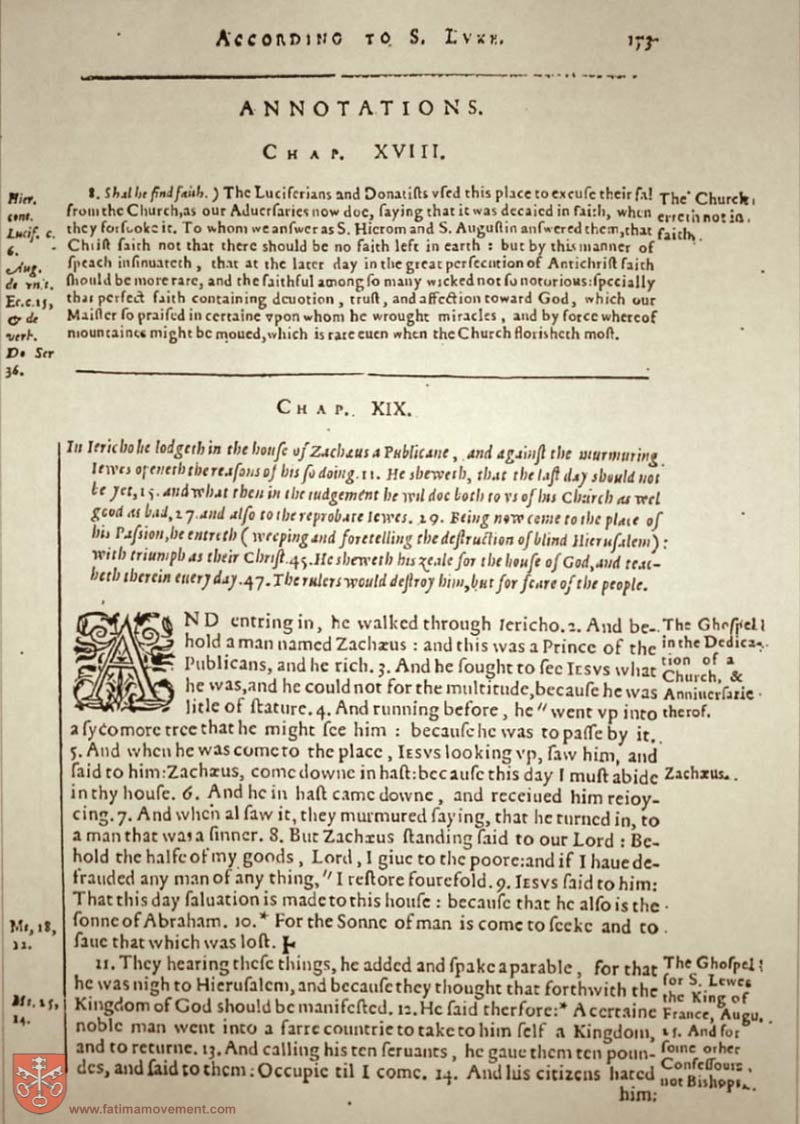 ACCORDING TO S. LVKE.
ANNOTATIONS.
CHAP. XVIII.
8. Shal he find faith.) The Luciferians and Donatiſts vſed this place to excuſe their fal
from the Church, as our Aduerſaries now doe, ſaying that it was decaied in faith, when
they forſooke it. To whom we anſwer as S. Hierom and S. Auguſtin anſwered them, that
Chriſt ſaith not that there should be no faith left in earth : but by this manner of
ſpeach inſinuateth, that at the later day in the great perſecution of Antichriſt faith
should be more rare, and the faithful among ſo many wicked not ſo notorious: ſpecially
that perfect faith containing deuotion, truſt, and affection toward God, which our
Maiſter ſo praiſed in certaine vpon whom he wrought miracles, and by force whereof
mountaines might be moued, which is rare euen when the Church floriſheth moſt.
Hier.
cont.
Lucif. c.
6.
Aug.
de vnit.
Ec. c. 15,
& de
verb.
Do Ser
36.
The Church
erreth not in
faith.
CHAP. XIX.
In Iericho he lodgeth in the houſe of Zachæus a Publicane, and againſt the murmuring
Iewes openeth the reaſons of his ſo doing. 11. He sheweth, that the laſt day should not
be yet, 15. and what then in the iudgement he wil doe both to vs of his Church as wel
good as bad, 27. and alſo to the reprobate Iewes. 29. Being now come to the place of
his Paſſion, he entreth (weeping and foretelling the deſtruction of blind Hieruſalem):
with triumph as their Chriſt. 45. He sheweth his zeale for the houſe of God, and teac-
heth therein euery day. 47. The rulers would deſtroy him, but for feare of the people.
AND entring in, he walked through Iericho. 2. And be-
hold a man named Zachæus : and this was a Prince of the
Publicans, and he rich. 3. And he ſought to ſee IESVS what
he was, and he could not for the multitude, becauſe he was
litle of ſtature. 4. And running before, he " went vp into
a ſycomore tree that he might ſee him : becauſe he was to paſſe by it.
5. And when he was come to the place, IESVS looking vp, ſaw him, and
ſaid to him: Zachæus, come downe in haſt: becauſe this day I muſt abide
in thy houſe. 6. And he in haſt came downe, and receiued him reioy-
cing. 7. And when al ſaw it, they murmured ſaying, that he turned in, to
a man that was a ſinner. 8. But Zachæus ſtanding ſaid to our Lord : Be-
hold the halfe of my goods, Lord, I giue to the poore: and if I haue de-
frauded any man of any thing, " I reſtore fourefold. 9. IESVS ſaid to him:
That this day ſaluation is made to this houſe : becauſe that he alſo is the
ſonne of Abraham. 10. * For the Sonne of man is come to ſeeke and to
ſaue that which was loſt.
The Ghoſpel
in the Dedica-
tion of a
Church, &
Anniuerſarie
therof.
Zachæus.
Mt, 18,
11.
11. They hearing theſe things, he added and ſpake a parable, for that
he was nigh to Hieruſalem, and becauſe they thought that forthwith the
Kingdom of God should be manifeſted. 12. He ſaid therfore: * A certaine
noble man went into a farre countrie to take to him ſelf a Kingdom,
and to returne. 13. And calling his ten ſeruants, he gaue them ten poun-
des, and ſaid to them: Occupie til I come. 14. And his citizens hated
him:
Mt. 25,
14.
The Ghoſpel
for S. Lewes
the King of
France, Augu.
25. And for
ſome other
Confeſſours,
not Bishops.
www.fatimamovement.com